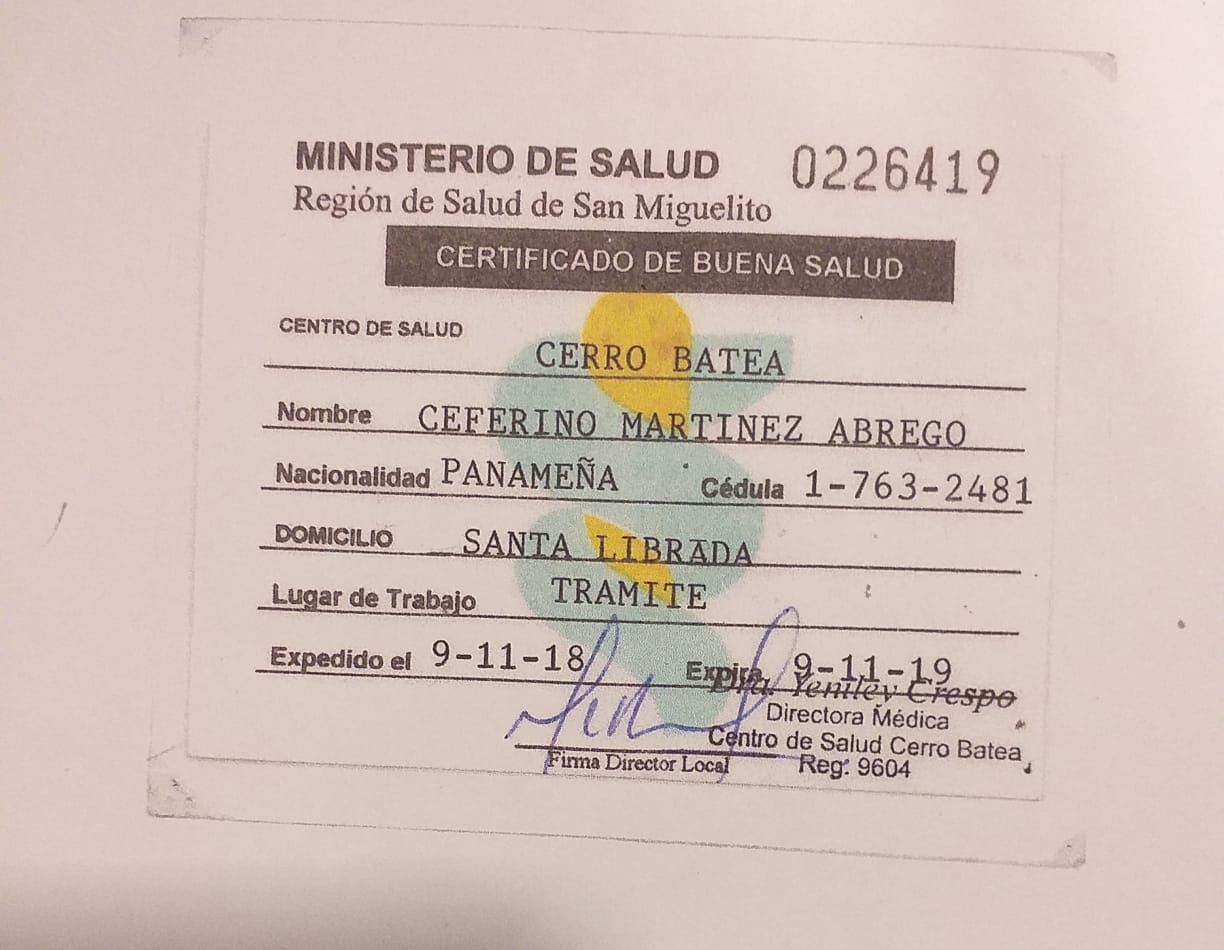 MINISTERIO DE SALUD 0226419
Región de Salud de San Miguelito
CERTIFICADO DE BUENA SALUD
CENTRO DE SALUD CERRO BATEA
Nombre CEFERINO MARTINEZ ABREGO
Nacionalidad PANAMEÑA Cédula 1-763-2481
DOMICILIO SANTA LIBRADA
Lugar de Trabajo TRAMITE
Expedido el 9-11-18 Expira 9-11-19
Dra. Yeniley Crespo
Directora Médica
Centro de Salud Cerro Batea
Firma Director Local Reg: 9604